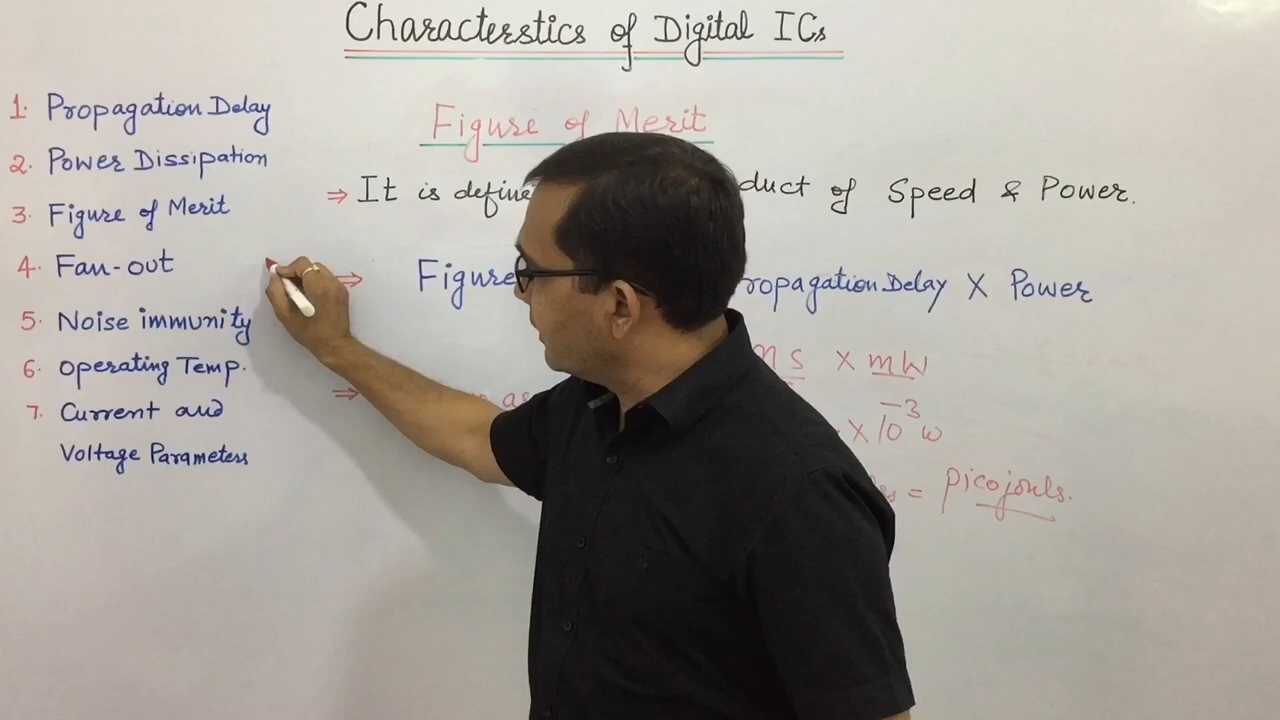 Characterstics of Digital ICs
1. Propagation Delay
2. Power Dissipation
3. Figure of Merit
4. Fan-out
5. Noise immunity
6. Operating Temp.
7. Current and
Voltage Parameters
Figure of Merit
⇒ It is define duct of Speed & Power.
⇒ Figure ropagation Delay X Power
ns X mW
⇒ as
X 10⁻³ w
= picojouls.